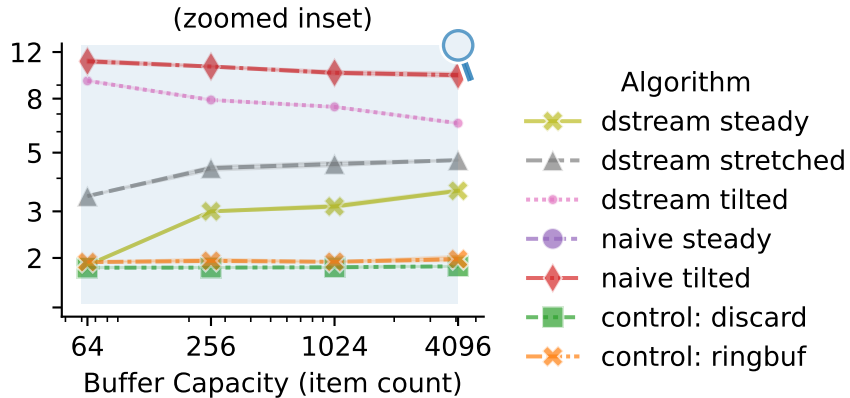 (zoomed inset)
12
8
5
3
2
64 256 1024 4096
Buffer Capacity (item count)
Algorithm
dstream steady
dstream stretched
dstream tilted
naive steady
naive tilted
control: discard
control: ringbuf